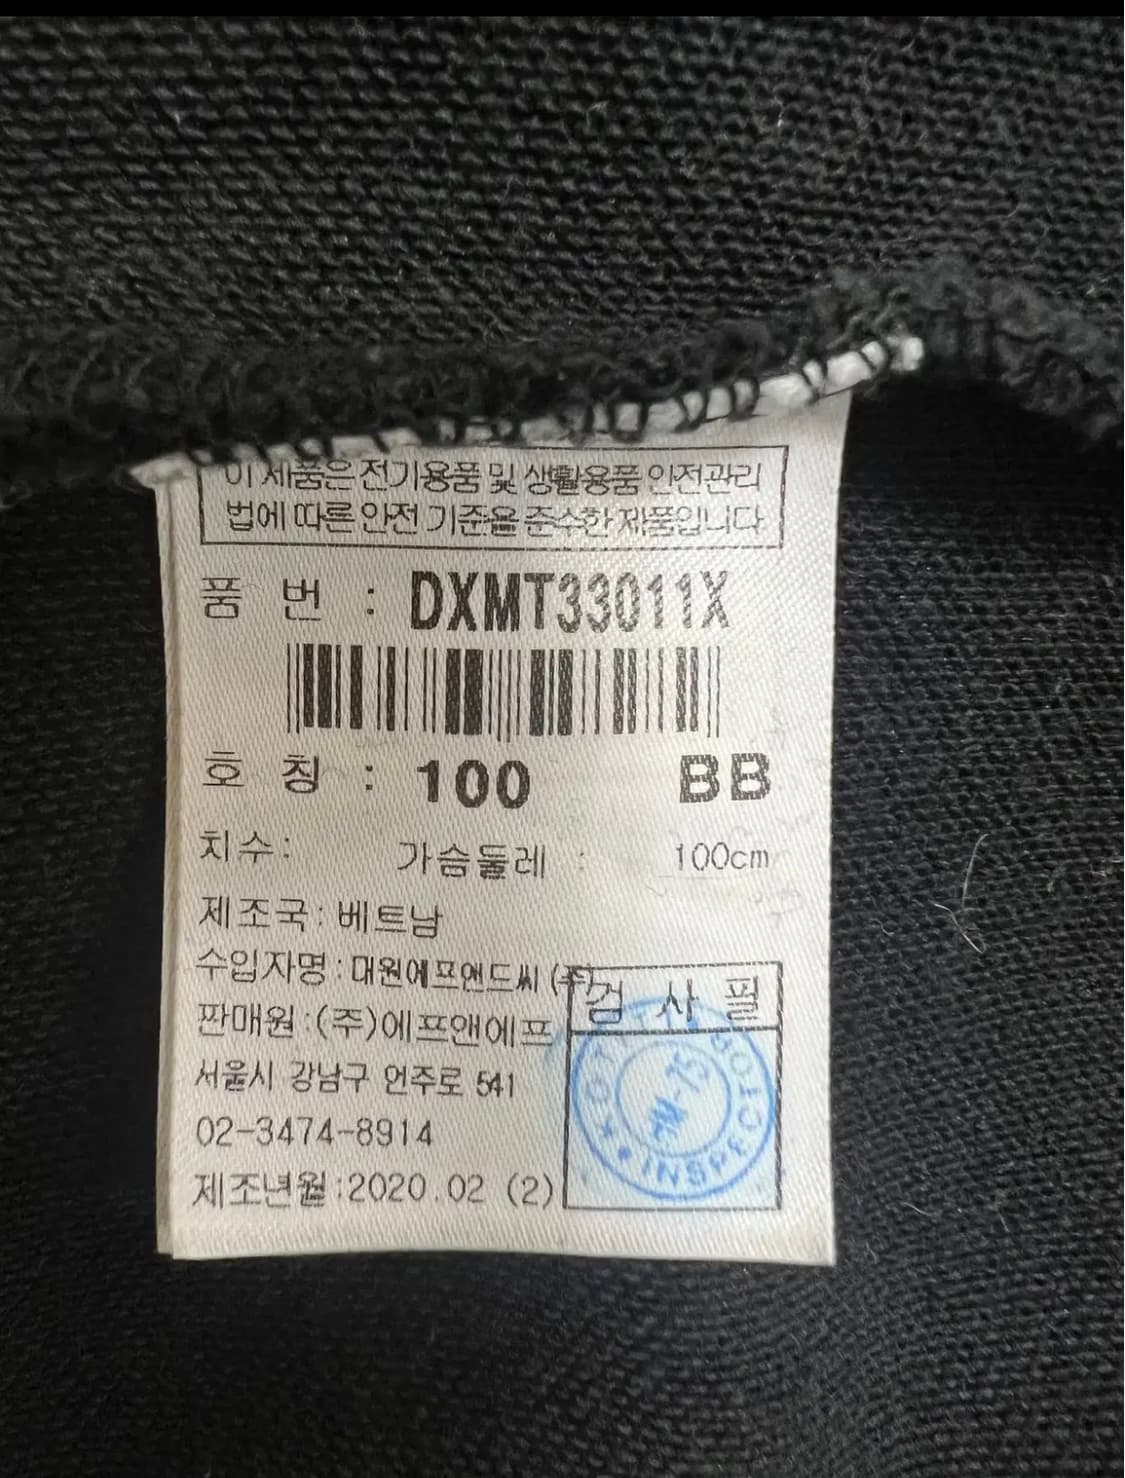 이 제품은 전기용품 및 생활용품 안전관리
법에 따른 안전 기준을 준수한 제품입니다
품 번 : DXMT33011X
호 칭 : 100 BB
치수: 가슴둘레 : 100cm
제조국: 베트남
수입자명 : 대원에프앤드씨 (주)
판매원 : (주)에프앤에프
서울시 강남구 언주로 541
02-3474-8914
제조년월 : 2020.02 (2)
검 사 필
INSPECTOR